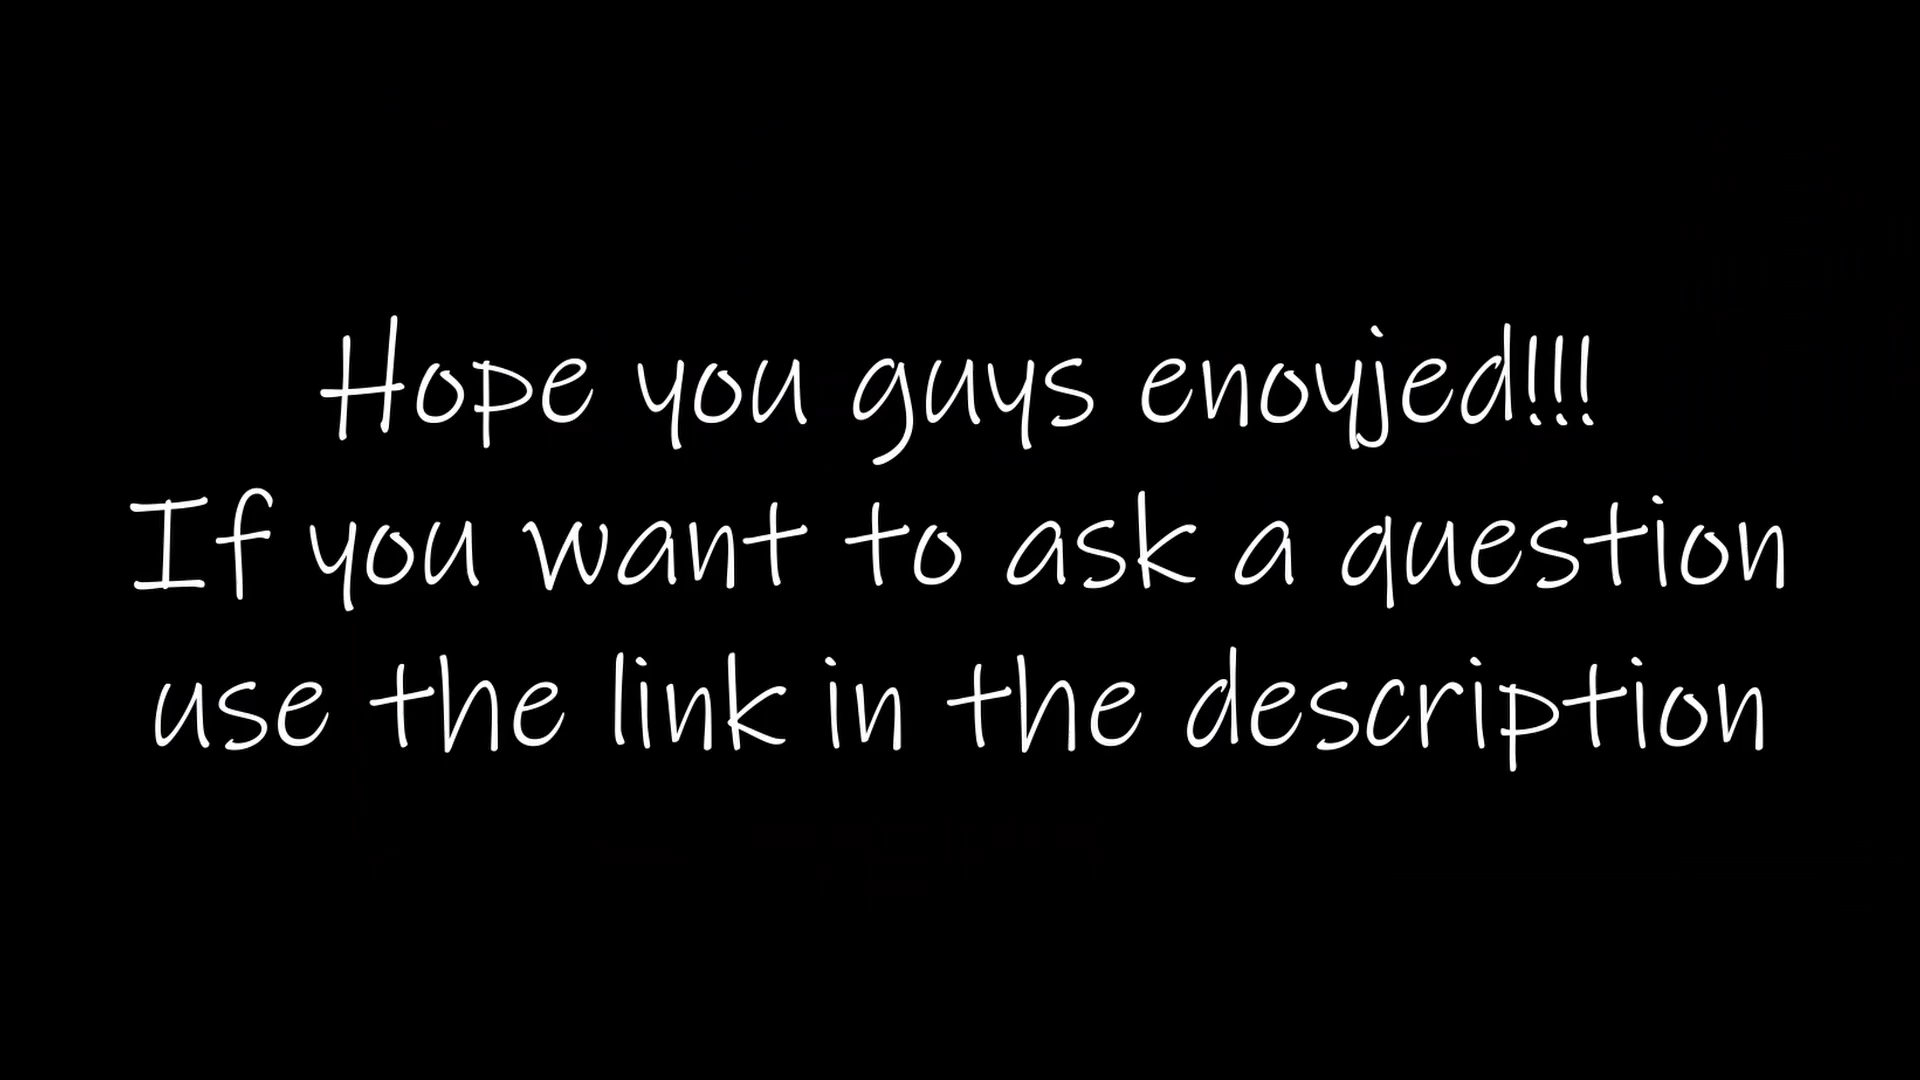 Hope you guys enoyjed!!!
If you want to ask a question
use the link in the description